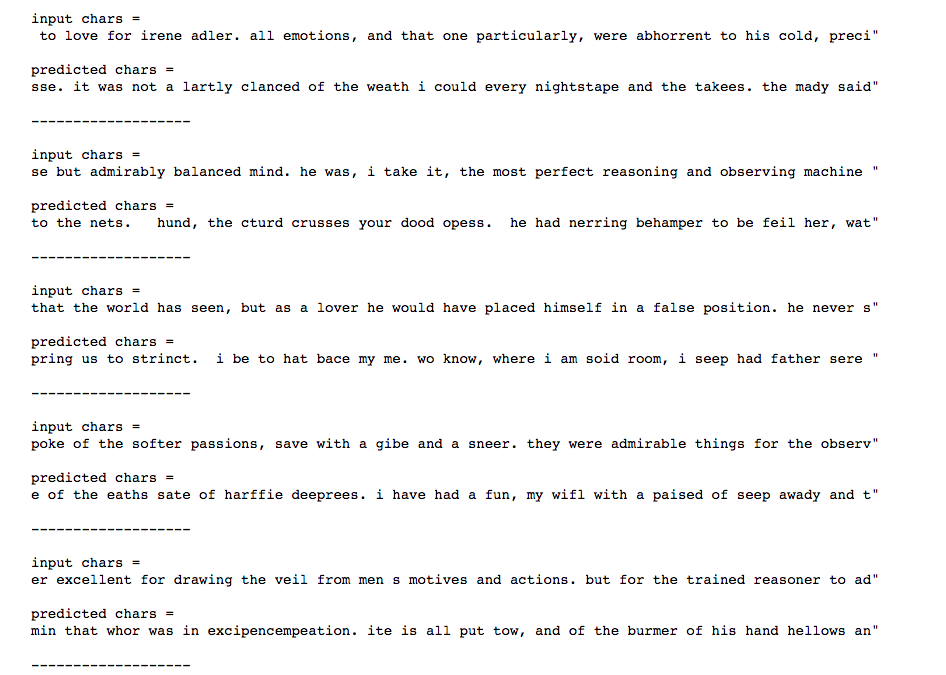 input chars =
 to love for irene adler. all emotions, and that one particularly, were abhorrent to his cold, preci"
predicted chars =
sse. it was not a lartly clanced of the weath i could every nightstape and the takees. the mady said"
-------------------
input chars =
se but admirably balanced mind. he was, i take it, the most perfect reasoning and observing machine "
predicted chars =
to the nets.   hund, the cturd crusses your dood opess.  he had nerring behamper to be feil her, wat"
-------------------
input chars =
that the world has seen, but as a lover he would have placed himself in a false position. he never s"
predicted chars =
pring us to strinct.  i be to hat bace my me. wo know, where i am soid room, i seep had father sere "
-------------------
input chars =
poke of the softer passions, save with a gibe and a sneer. they were admirable things for the observ"
predicted chars =
e of the eaths sate of harffie deeprees. i have had a fun, my wifl with a paised of seep awady and t"
-------------------
input chars =
er excellent for drawing the veil from men s motives and actions. but for the trained reasoner to ad"
predicted chars =
min that whor was in excipencempeation. ite is all put tow, and of the burmer of his hand hellows an"
-------------------